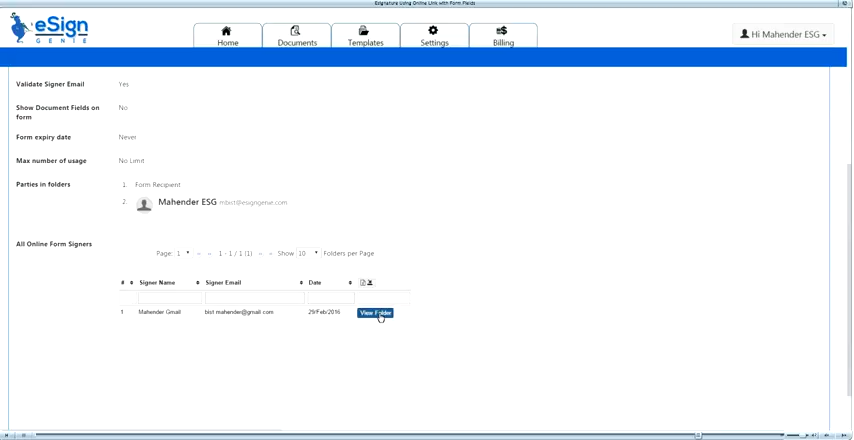 Esignature Using Online Link with Form Fields
eSign
GENIE
Home
Documents
Templates
Settings
Billing
Hi Mahender ESG
Validate Signer Email Yes
Show Document Fields on form No
Form expiry date Never
Max number of usage No Limit
Parties in folders 1. Form Recipient
2. Mahender ESG mbist@esigngenie.com
All Online Form Signers
Page: 1 1 - 1 / 1 (1) Show 10 Folders per Page
# Signer Name Signer Email Date
1 Mahender Gmail bist.mahender@gmail.com 29/Feb/2016 View Folder